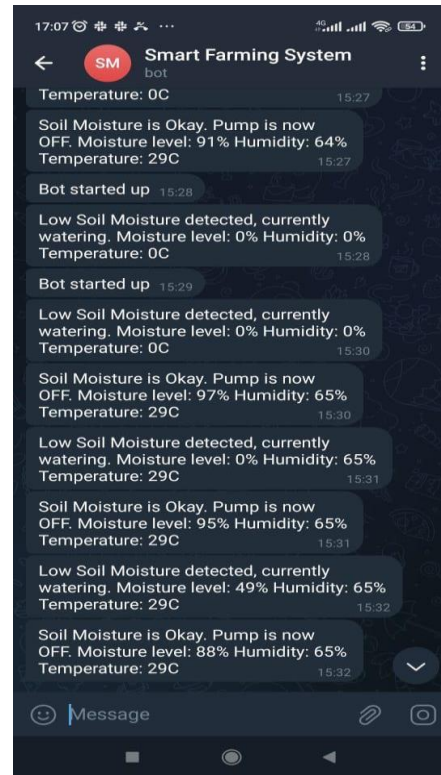 17:07
4G
54
SM
Smart Farming System
bot
Temperature: 0C
15:27
Soil Moisture is Okay. Pump is now
OFF. Moisture level: 91% Humidity: 64%
Temperature: 29C
15:27
Bot started up 15:28
Low Soil Moisture detected, currently
watering. Moisture level: 0% Humidity: 0%
Temperature: 0C
15:28
Bot started up 15:29
Low Soil Moisture detected, currently
watering. Moisture level: 0% Humidity: 0%
Temperature: 0C
15:30
Soil Moisture is Okay. Pump is now
OFF. Moisture level: 97% Humidity: 65%
Temperature: 29C
15:30
Low Soil Moisture detected, currently
watering. Moisture level: 0% Humidity: 65%
Temperature: 29C
15:31
Soil Moisture is Okay. Pump is now
OFF. Moisture level: 95% Humidity: 65%
Temperature: 29C
15:31
Low Soil Moisture detected, currently
watering. Moisture level: 49% Humidity: 65%
Temperature: 29C
15:32
Soil Moisture is Okay. Pump is now
OFF. Moisture level: 88% Humidity: 65%
Temperature: 29C
15:32
Message